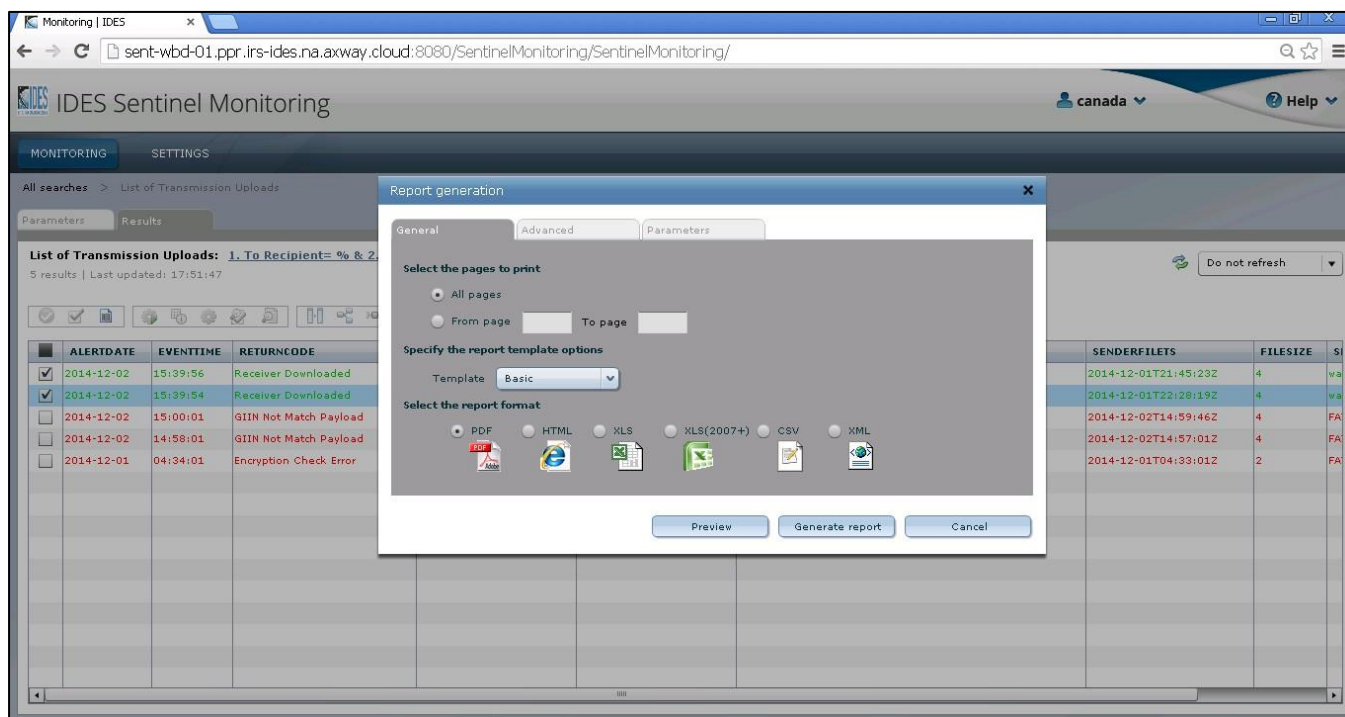 Monitoring | IDES
sent-wbd-01.ppr.irs-ides.na.axway.cloud:8080/SentinelMonitoring/SentinelMonitoring/
IDES
IDES Sentinel Monitoring
canada
Help
MONITORING
SETTINGS
All searches > List of Transmission Uploads
Parameters
Results
List of Transmission Uploads: 1. To Recipient= % & 2.
5 results | Last updated: 17:51:47
Do not refresh
Report generation
General
Advanced
Parameters
Select the pages to print
All pages
From page
To page
Specify the report template options
Template
Basic
Select the report format
PDF
HTML
XLS
XLS(2007+)
CSV
XML
PDF
Adobe
Preview
Generate report
Cancel
ALERTDATE EVENTTIME RETURNCODE SENDERFILETS FILESIZE
2014-12-02 15:39:56 Receiver Downloaded 2014-12-01T21:45:23Z 4 wa
2014-12-02 15:39:54 Receiver Downloaded 2014-12-01T22:28:19Z 4 wa
2014-12-02 15:00:01 GIIN Not Match Payload 2014-12-02T14:59:46Z 4 FA
2014-12-02 14:58:01 GIIN Not Match Payload 2014-12-02T14:57:01Z 4 FA
2014-12-01 04:34:01 Encryption Check Error 2014-12-01T04:33:01Z 2 FA